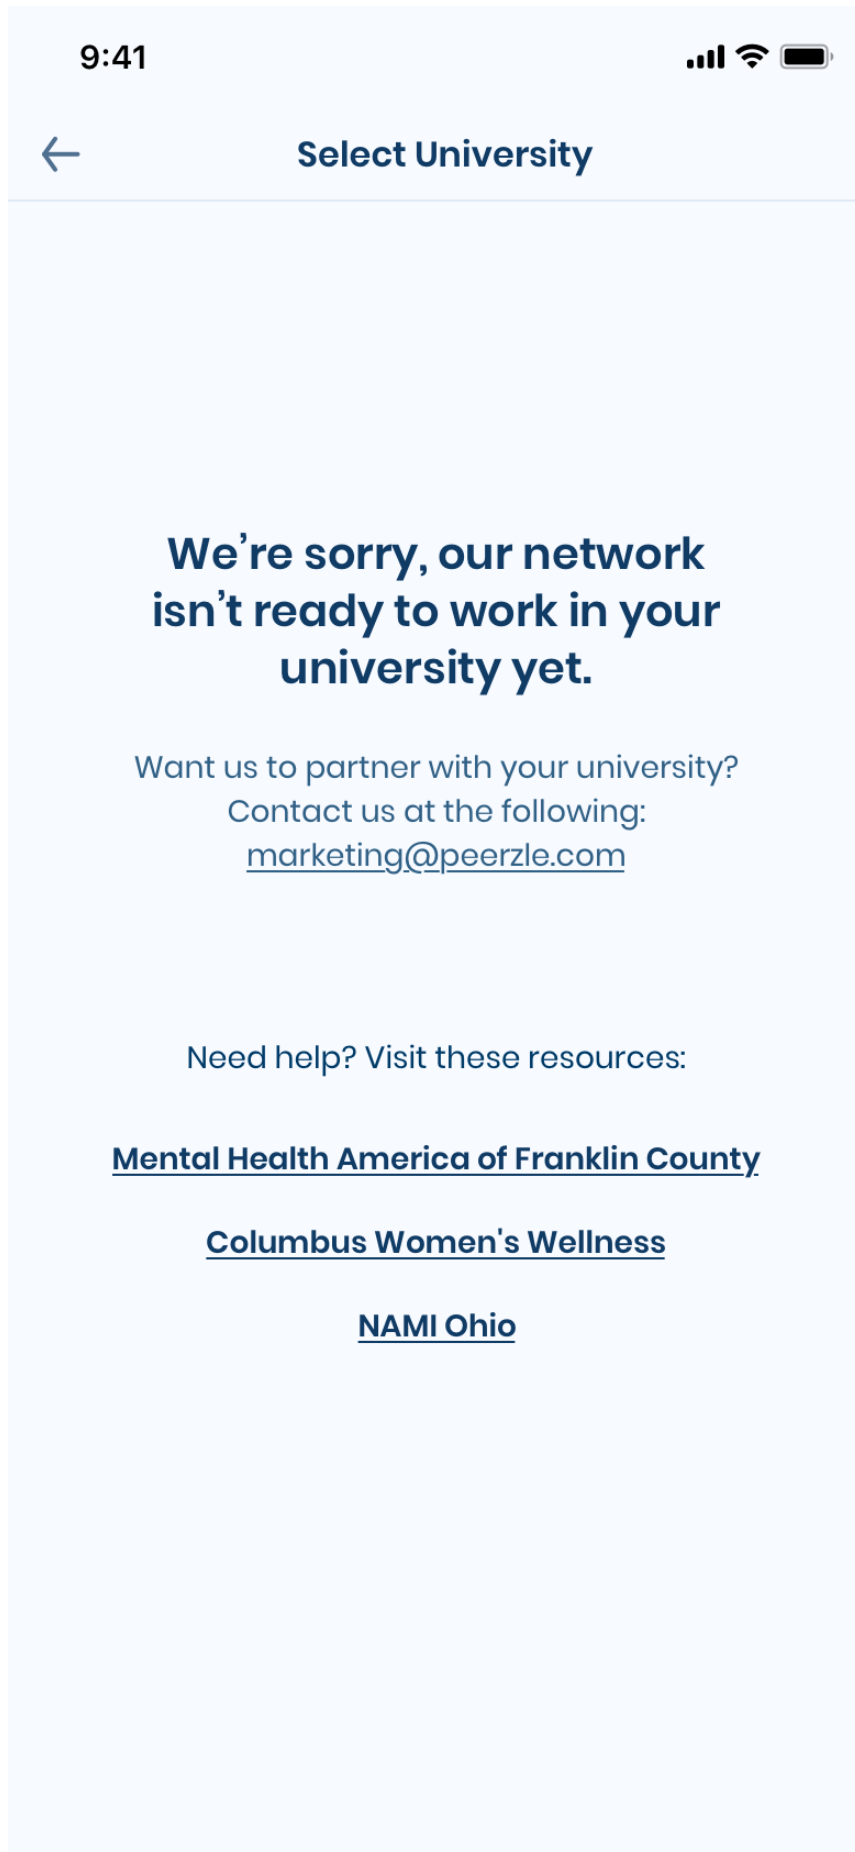 9:41
Select University
We’re sorry, our network
isn’t ready to work in your
university yet.
Want us to partner with your university?
Contact us at the following:
marketing@peerzle.com
Need help? Visit these resources:
Mental Health America of Franklin County
Columbus Women's Wellness
NAMI Ohio